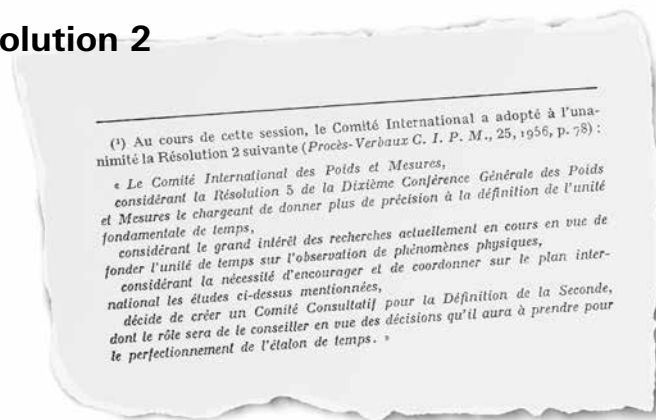 olution 2
(¹) Au cours de cette session, le Comité International a adopté à l'una-
nimité la Résolution 2 suivante (Procès-Verbaux C. I. P. M., 25, 1956, p. 78) :
« Le Comité International des Poids et Mesures,
considérant la Résolution 5 de la Dixième Conférence Générale des Poids
et Mesures le chargeant de donner plus de précision à la définition de l'unité
fondamentale de temps,
considérant le grand intérêt des recherches actuellement en cours en vue de
fonder l'unité de temps sur l'observation de phénomènes physiques,
considérant la nécessité d'encourager et de coordonner sur le plan inter-
national les études ci-dessus mentionnées,
décide de créer un Comité Consultatif pour la Définition de la Seconde,
dont le rôle sera de le conseiller en vue des décisions qu'il aura à prendre pour
le perfectionnement de l'étalon de temps. »